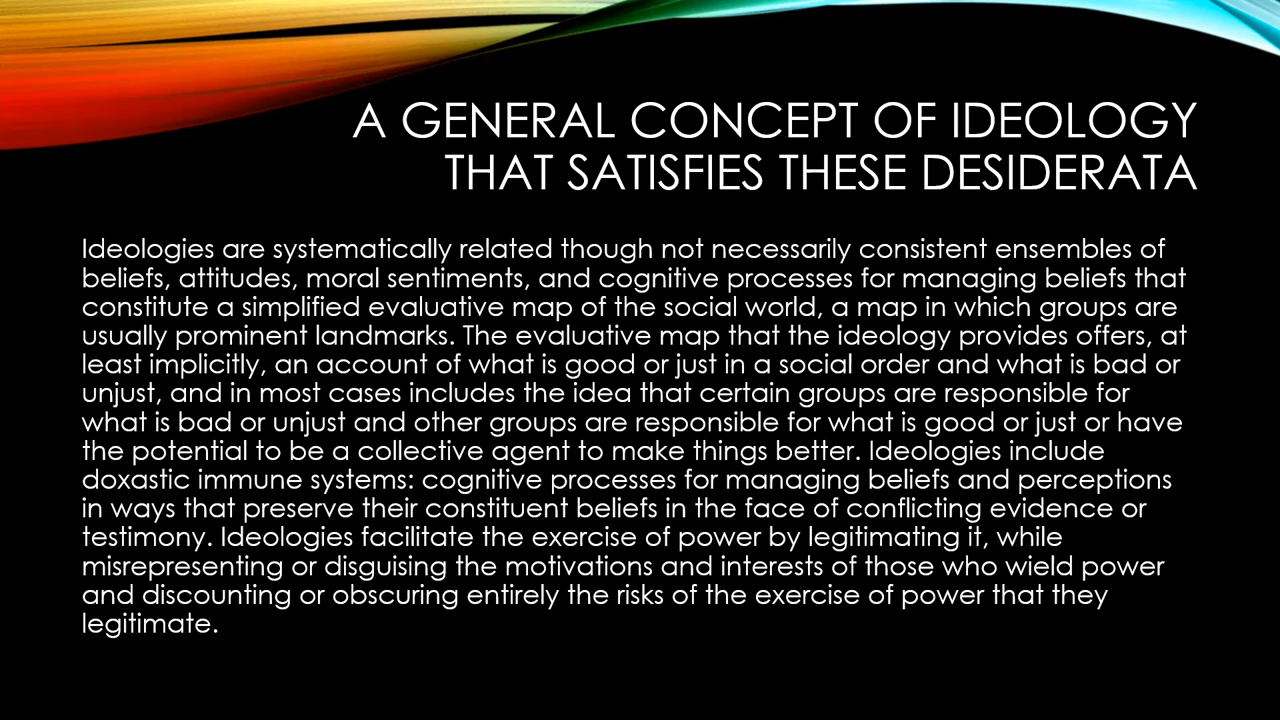 A GENERAL CONCEPT OF IDEOLOGY
THAT SATISFIES THESE DESIDERATA
Ideologies are systematically related though not necessarily consistent ensembles of
beliefs, attitudes, moral sentiments, and cognitive processes for managing beliefs that
constitute a simplified evaluative map of the social world, a map in which groups are
usually prominent landmarks. The evaluative map that the ideology provides offers, at
least implicitly, an account of what is good or just in a social order and what is bad or
unjust, and in most cases includes the idea that certain groups are responsible for
what is bad or unjust and other groups are responsible for what is good or just or have
the potential to be a collective agent to make things better. Ideologies include
doxastic immune systems: cognitive processes for managing beliefs and perceptions
in ways that preserve their constituent beliefs in the face of conflicting evidence or
testimony. Ideologies facilitate the exercise of power by legitimating it, while
misrepresenting or disguising the motivations and interests of those who wield power
and discounting or obscuring entirely the risks of the exercise of power that they
legitimate.